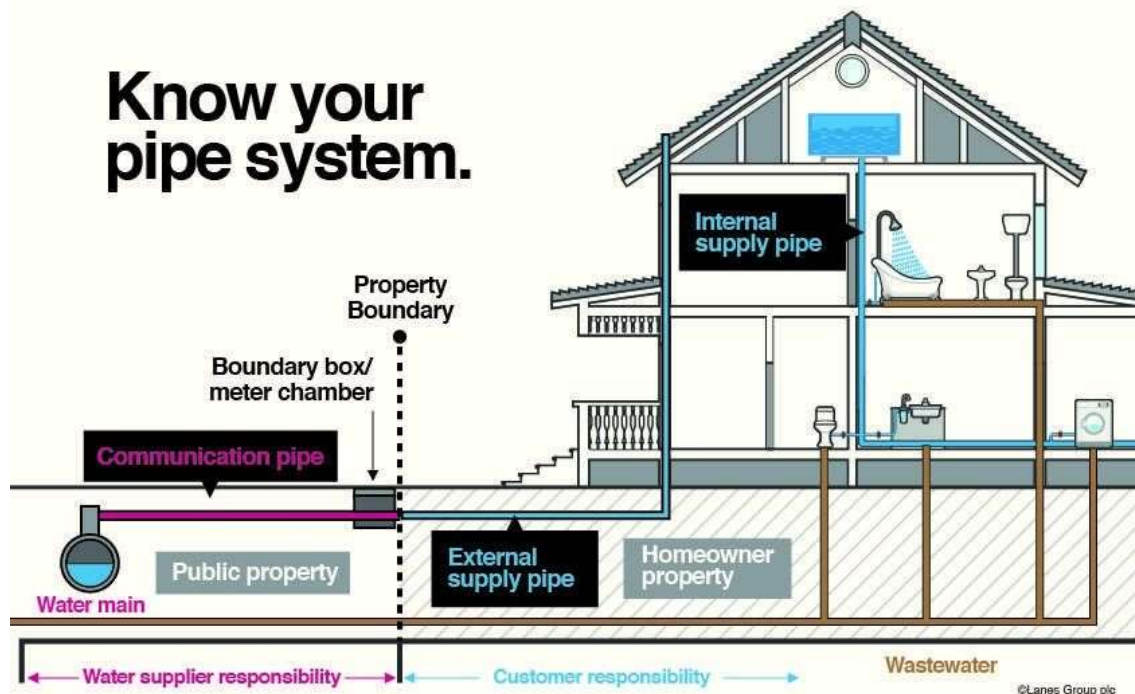 Know your
pipe system.
Internal
supply pipe
Property
Boundary
Boundary box/
meter chamber
Communication pipe
External
supply pipe
Homeowner
property
Public property
Water main
Water supplier responsibility
Customer responsibility
Wastewater
©Lanes Group plc